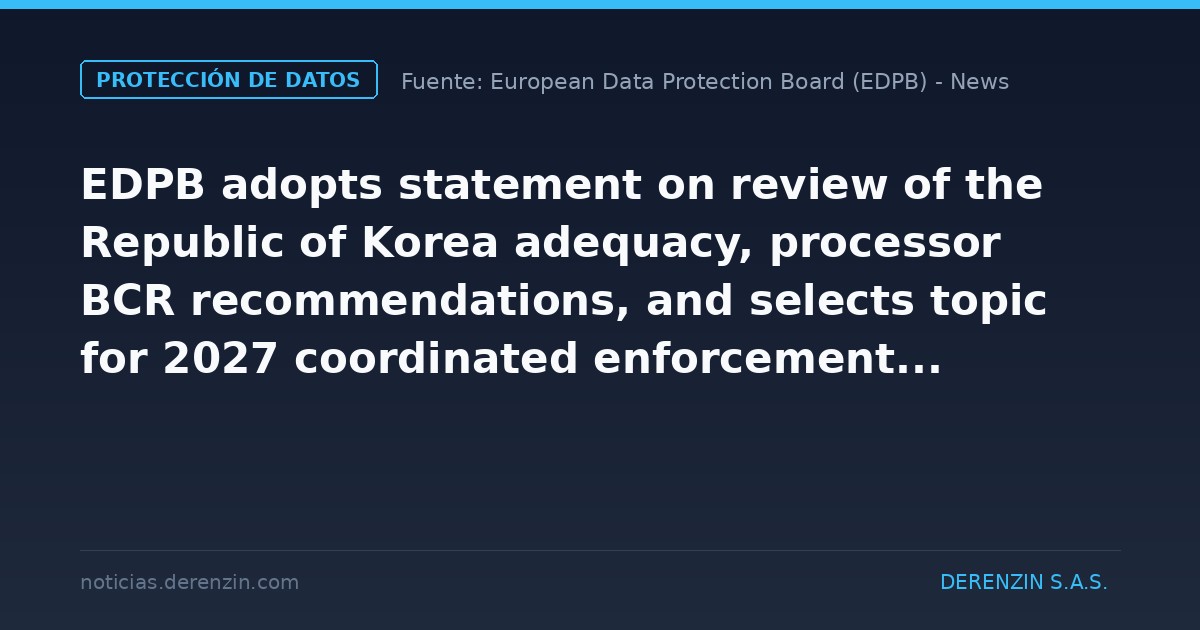 PROTECCIÓN DE DATOS Fuente: European Data Protection Board (EDPB) - News
EDPB adopts statement on review of the
Republic of Korea adequacy, processor
BCR recommendations, and selects topic
for 2027 coordinated enforcement...
noticias.derenzin.com DERENZIN S.A.S.